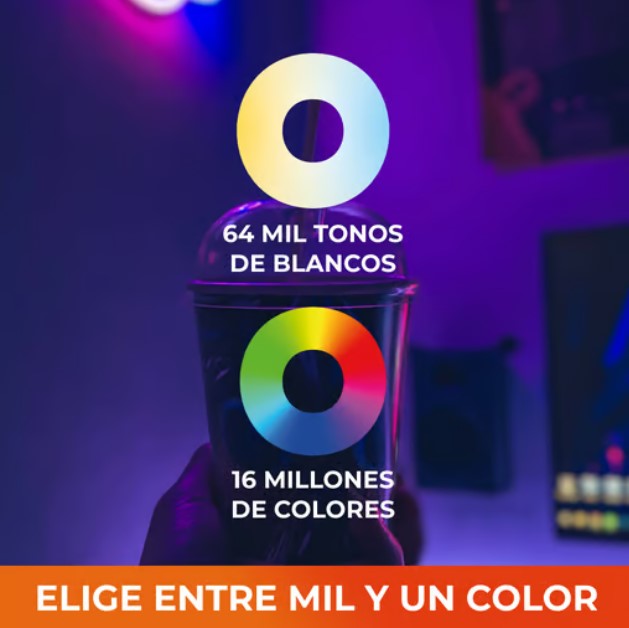 64 MIL TONOS
DE BLANCOS
16 MILLONES
DE COLORES
ELIGE ENTRE MIL Y UN COLOR